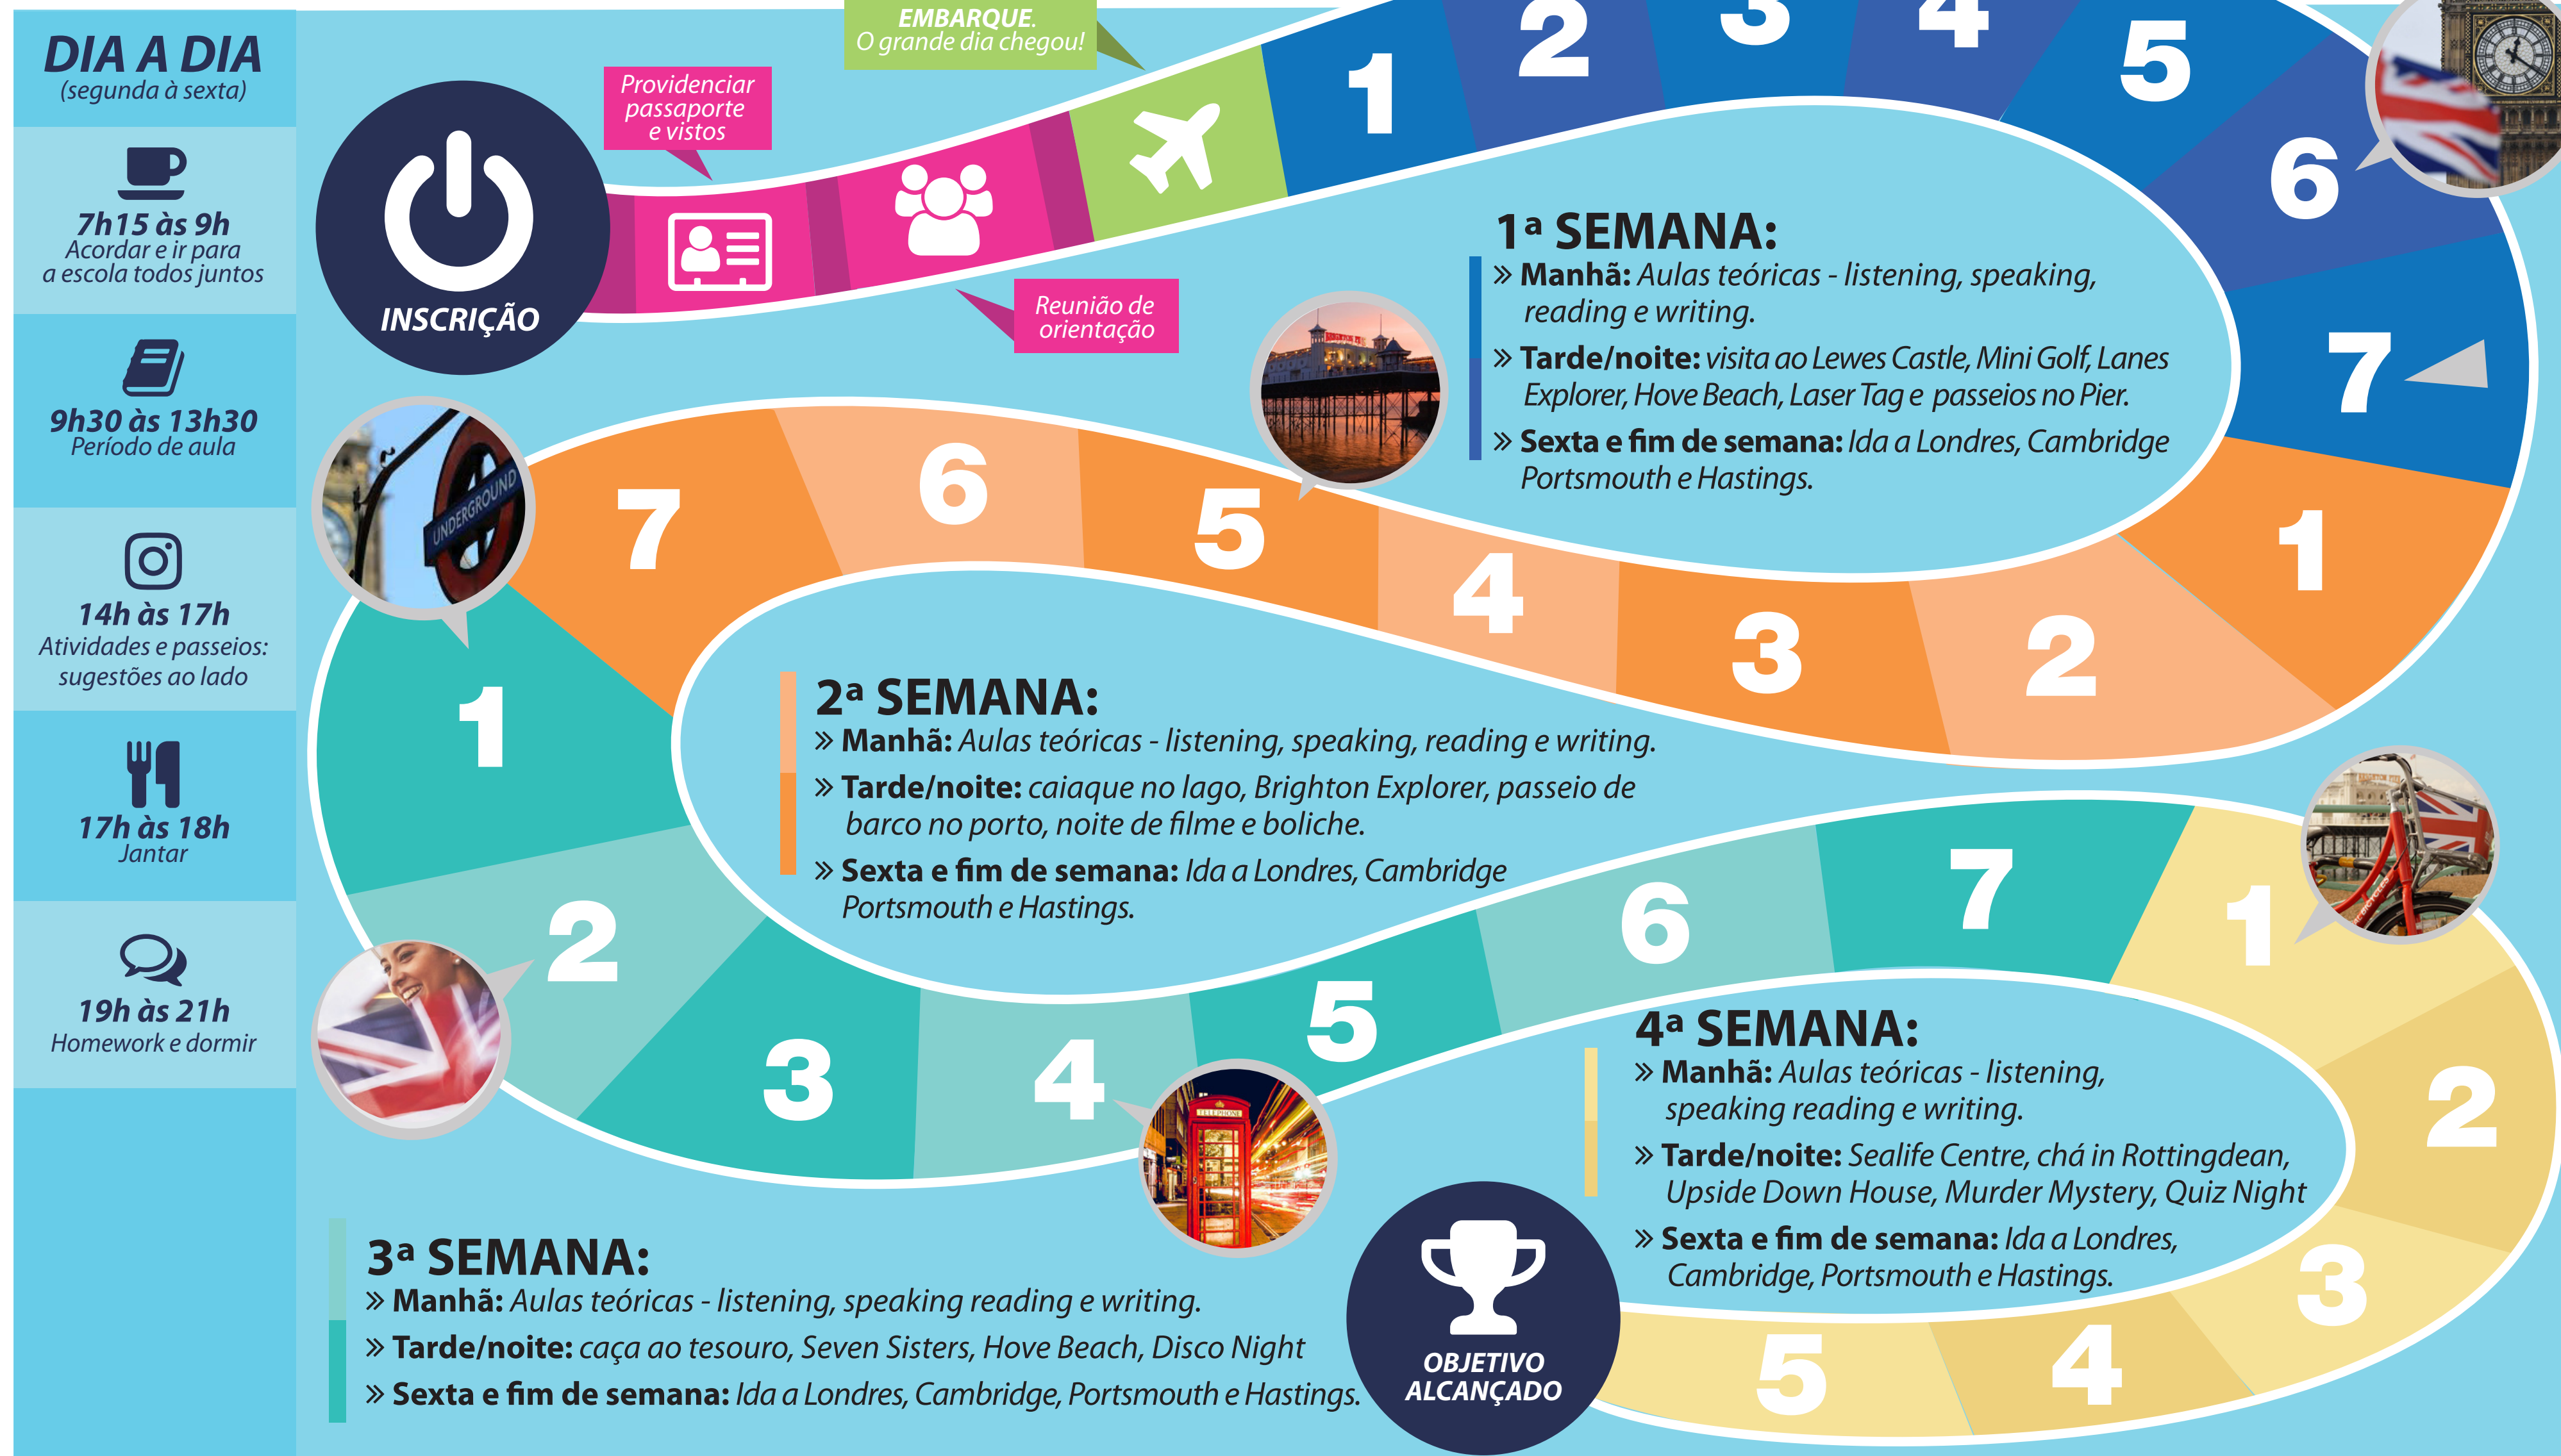 DIA A DIA
(segunda à sexta)
7h15 às 9h
Acordar e ir para
a escola todos juntos
9h30 às 13h30
Período de aula
14h às 17h
Atividades e passeios:
sugestões ao lado
17h às 18h
Jantar
19h às 21h
Homework e dormir
INSCRIÇÃO
Providenciar
passaporte
e vistos
Reunião de
orientação
EMBARQUE.
O grande dia chegou!
1
2
3
4
5
6
7
1ª SEMANA:
» Manhã: Aulas teóricas - listening, speaking,
reading e writing.
» Tarde/noite: visita ao Lewes Castle, Mini Golf, Lanes
Explorer, Hove Beach, Laser Tag e passeios no Pier.
» Sexta e fim de semana: Ida a Londres, Cambridge
Portsmouth e Hastings.
1
2
3
4
5
6
7
UNDERGROUND
2ª SEMANA:
» Manhã: Aulas teóricas - listening, speaking, reading e writing.
» Tarde/noite: caiaque no lago, Brighton Explorer, passeio de
barco no porto, noite de filme e boliche.
» Sexta e fim de semana: Ida a Londres, Cambridge
Portsmouth e Hastings.
1
2
3
4
5
6
7
TELEPHONE
3ª SEMANA:
» Manhã: Aulas teóricas - listening, speaking reading e writing.
» Tarde/noite: caça ao tesouro, Seven Sisters, Hove Beach, Disco Night
» Sexta e fim de semana: Ida a Londres, Cambridge, Portsmouth e Hastings.
1
2
3
4
5
4ª SEMANA:
» Manhã: Aulas teóricas - listening,
speaking reading e writing.
» Tarde/noite: Sealife Centre, chá in Rottingdean,
Upside Down House, Murder Mystery, Quiz Night
» Sexta e fim de semana: Ida a Londres,
Cambridge, Portsmouth e Hastings.
OBJETIVO
ALCANÇADO